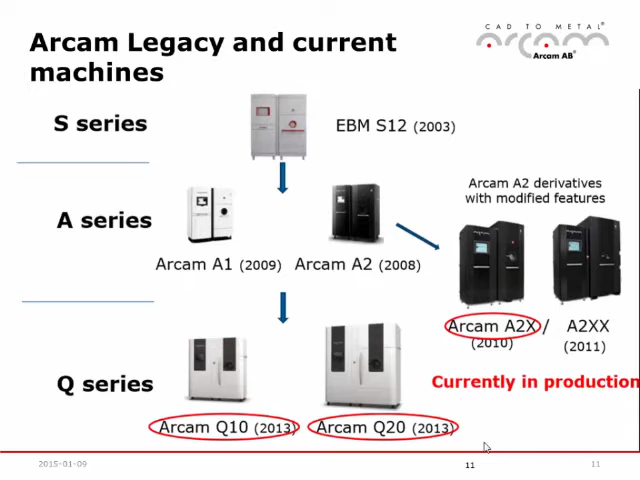 Arcam Legacy and current
machines
CAD TO METAL®
arcam
Arcam AB®
S series
EBM S12 (2003)
Arcam A2 derivatives
with modified features
A series
Arcam A1 (2009)
Arcam A2 (2008)
Arcam A2X / A2XX
(2010) (2011)
Currently in production
Q series
Arcam Q10 (2013)
Arcam Q20 (2013)
2015-01-09
11
11